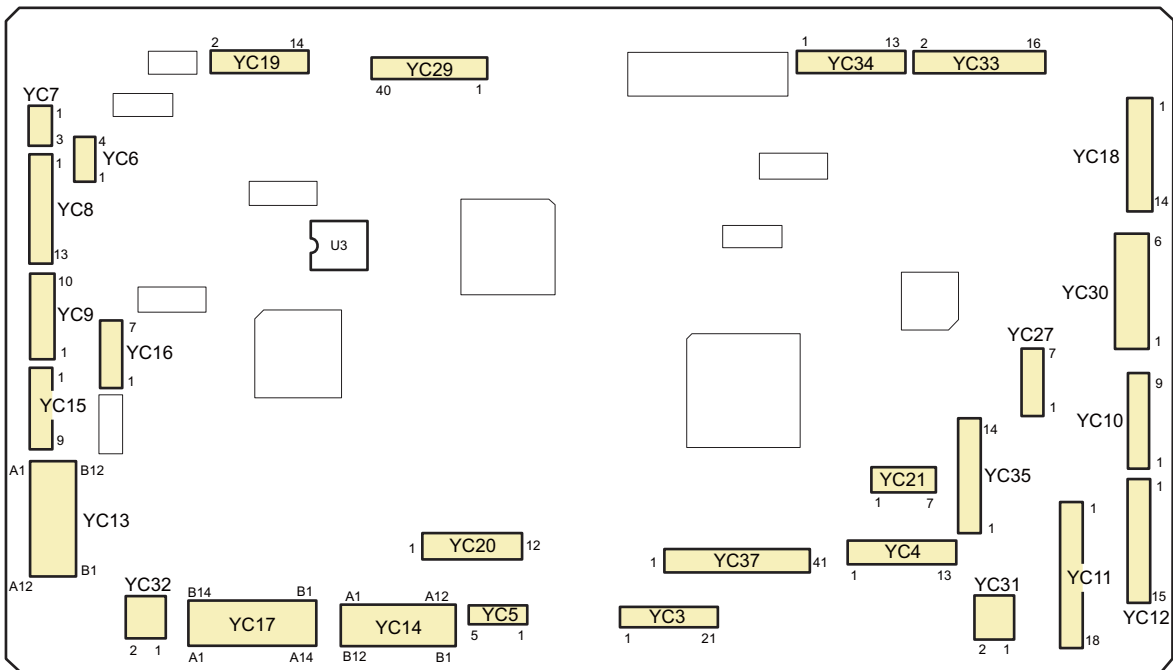 2 14
YC19
YC29
40 1
1 13
YC34
2 16
YC33
YC7
1
3
4
YC6
1
1
YC8
13
1
YC18
14
U3
10
YC9
1
7
YC16
1
6
YC30
1
YC27
7
1
1
YC15
9
9
YC10
1
A1 B12
YC13
A12 B1
14
YC35
1
YC21
1 7
1
YC12
15
1
YC11
18
1 YC20 12
1 YC37 41
YC4
1 13
YC32
2 1
B14 B1
YC17
A1 A14
A1 A12
YC14
B12 B1
YC5
5 1
YC3
1 21
YC31
2 1